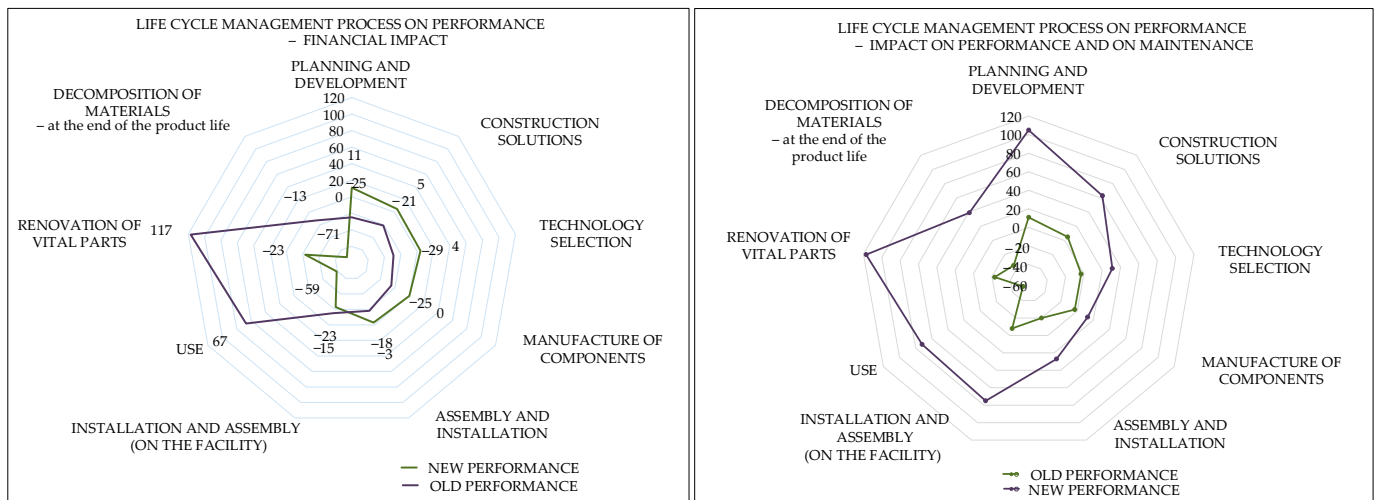 LIFE CYCLE MANAGEMENT PROCESS ON PERFORMANCE
– FINANCIAL IMPACT
PLANNING AND
DEVELOPMENT
DECOMPOSITION OF
MATERIALS
– at the end of the product life
CONSTRUCTION
SOLUTIONS
120
100
80
60
40
20
0
11
–25
5
–21
–13
–71
RENOVATION OF
VITAL PARTS
117
–23
–29
4
TECHNOLOGY
SELECTION
–59
–25
0
USE
67
–23
–15
–18
–3
MANUFACTURE OF
COMPONENTS
INSTALLATION AND ASSEMBLY
(ON THE FACILITY)
ASSEMBLY AND
INSTALLATION
NEW PERFORMANCE
OLD PERFORMANCE
LIFE CYCLE MANAGEMENT PROCESS ON PERFORMANCE
– IMPACT ON PERFORMANCE AND ON MAINTENANCE
PLANNING AND
DEVELOPMENT
DECOMPOSITION OF
MATERIALS
– at the end of the
product life
CONSTRUCTION
SOLUTIONS
120
100
80
60
40
20
0
–20
–40
–60
RENOVATION OF
VITAL PARTS
TECHNOLOGY
SELECTION
USE
MANUFACTURE OF
COMPONENTS
INSTALLATION AND
ASSEMBLY
(ON THE FACILITY)
ASSEMBLY AND
INSTALLATION
OLD PERFORMANCE
NEW PERFORMANCE